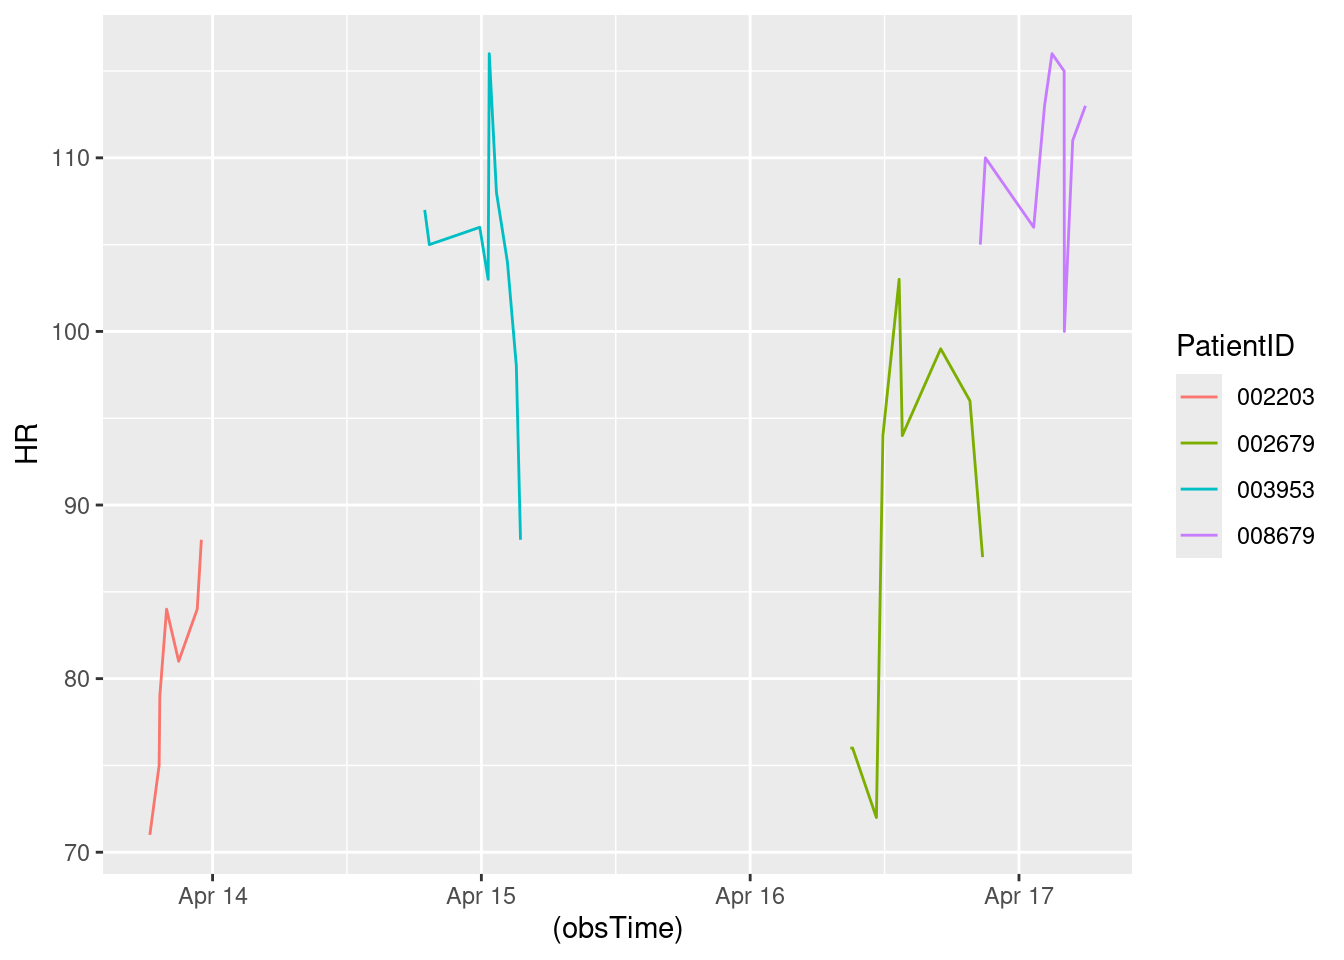 HR
110
100
90
80
70
Apr 14
Apr 15
Apr 16
Apr 17
(obsTime)
PatientID
002203
002679
003953
008679